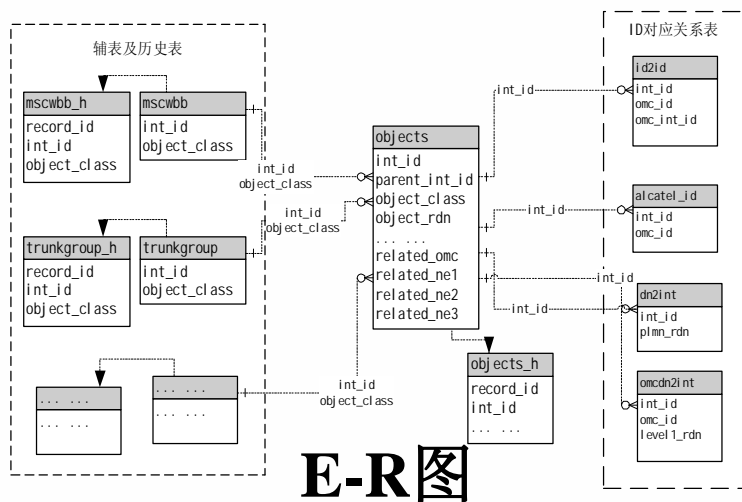 辅表及历史表
mscwbb_h
record_id
int_id
object_class
mscwbb
int_id
object_class
trunkgroup_h
record_id
int_id
object_class
trunkgroup
int_id
object_class
... ...
... ...
... ...
... ...
int_id
object_class
int_id
object_class
int_id
object_class
objects
int_id
parent_int_id
object_class
object_rdn
... ...
related_omc
related_ne1
related_ne2
related_ne3
objects_h
record_id
int_id
... ...
int_id
int_id
int_id
int_id
ID对应关系表
id2id
int_id
omc_id
omc_int_id
alcatel_id
int_id
omc_id
dn2int
int_id
plmn_rdn
omcdn2int
int_id
omc_id
level1_rdn
E-R图